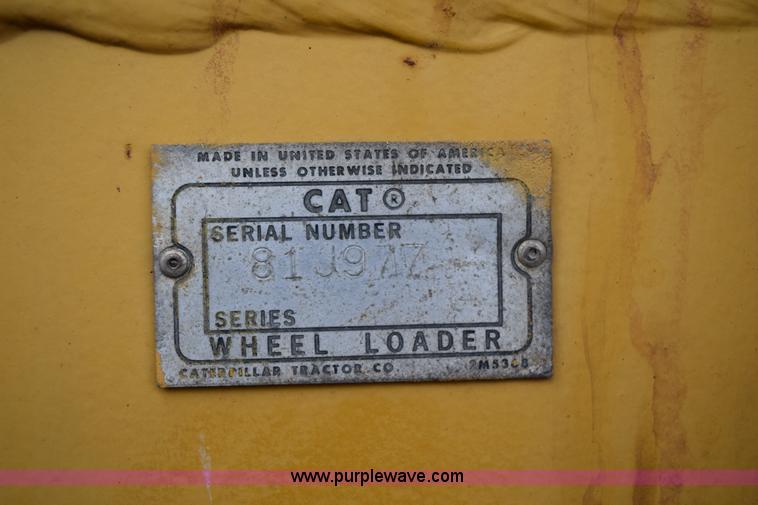 MADE IN UNITED STATES OF AMERICA
UNLESS OTHERWISE INDICATED
CAT ®
SERIAL NUMBER
SERIES
WHEEL LOADER
CATERPILLAR TRACTOR CO
www.purplewave.com